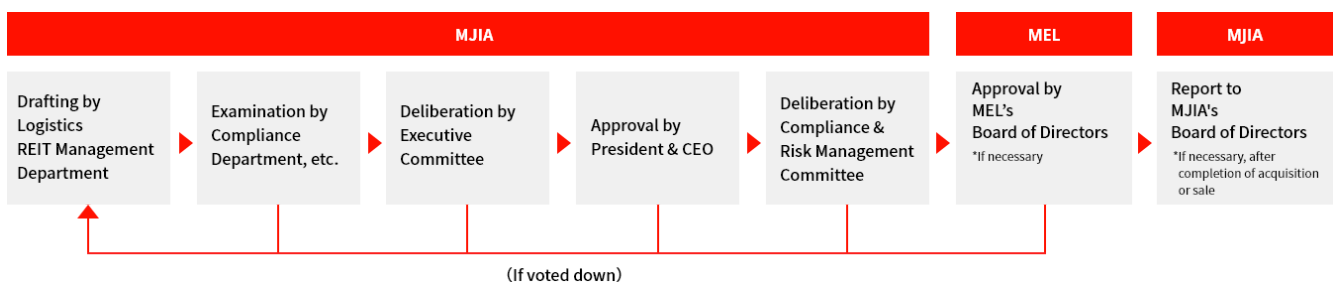 MJIA
MEL
MJIA
Drafting by
Logistics
REIT Management
Department
Examination by
Compliance
Department, etc.
Deliberation by
Executive
Committee
Approval by
President & CEO
Deliberation by
Compliance &
Risk Management
Committee
Approval by
MEL’s
Board of Directors
*If necessary
Report to
MJIA's
Board of Directors
*If necessary, after
completion of acquisition
or sale
(If voted down)